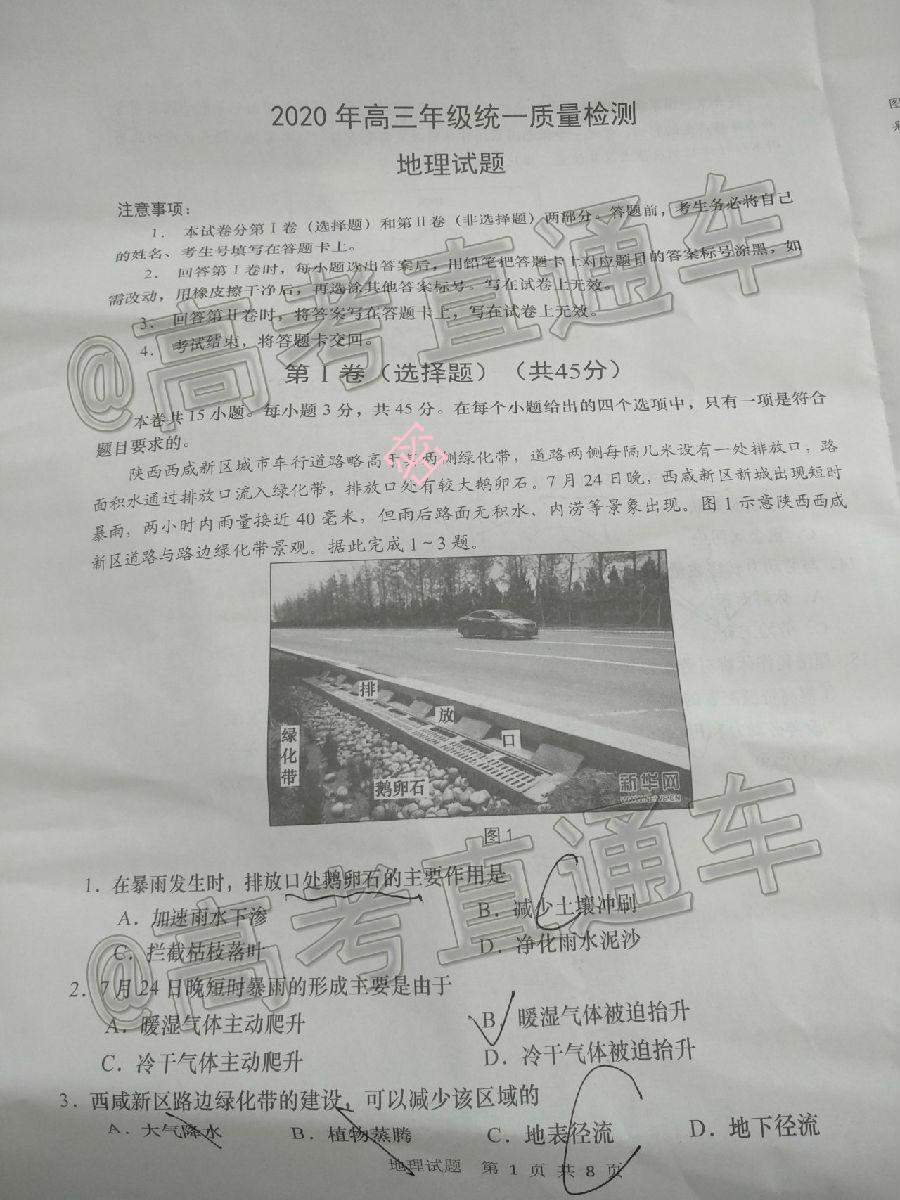 2020 年高三年级统一质量检测
地理试题
注意事项：
1． 本试卷分第Ⅰ卷（选择题）和第Ⅱ卷（非选择题）两部分。答题前，考生务必将自己
的姓名、考生号填写在答题卡上。
2． 回答第Ⅰ卷时，每小题选出答案后，用铅笔把答题卡上对应题目的答案标号涂黑，如
需改动，用橡皮擦干净后，再选涂其他答案标号。写在试卷上无效。
3． 回答第Ⅱ卷时，将答案写在答题卡上，写在试卷上无效。
4． 考试结束，将答题卡交回。
第Ⅰ卷（选择题）（共45分）
本卷共 15 小题。每小题 3 分，共 45 分。在每个小题给出的四个选项中，只有一项是符合
题目要求的。
陕西西咸新区城市车行道路略高于其两侧绿化带，道路两侧每隔几米设有一处排放口，路
面积水通过排放口流入绿化带，排放口处有较大鹅卵石。7 月 24 日晚，西咸新区新城出现短时
暴雨，两小时内雨量接近 40 毫米，但雨后路面无积水、内涝等景象出现。图 1 示意陕西西咸
新区道路与路边绿化带景观。据此完成 1～3 题。
排
放
口
绿化带
鹅卵石
新华网
WWW.NEWS.CN
图 1
1．在暴雨发生时，排放口处鹅卵石的主要作用是
A．加速雨水下渗 B．减少土壤冲刷
C．拦截枯枝落叶 D．净化雨水泥沙
2．7 月 24 日晚短时暴雨的形成主要是由于
A．暖湿气体主动爬升 B．暖湿气体被迫抬升
C．冷干气体主动爬升 D．冷干气体被迫抬升
3．西咸新区路边绿化带的建设，可以减少该区域的
A．大气降水 B．植物蒸腾 C．地表径流 D．地下径流
地理试题 第 1 页 共 8 页
@高考直通车
@高考直通车
密
图